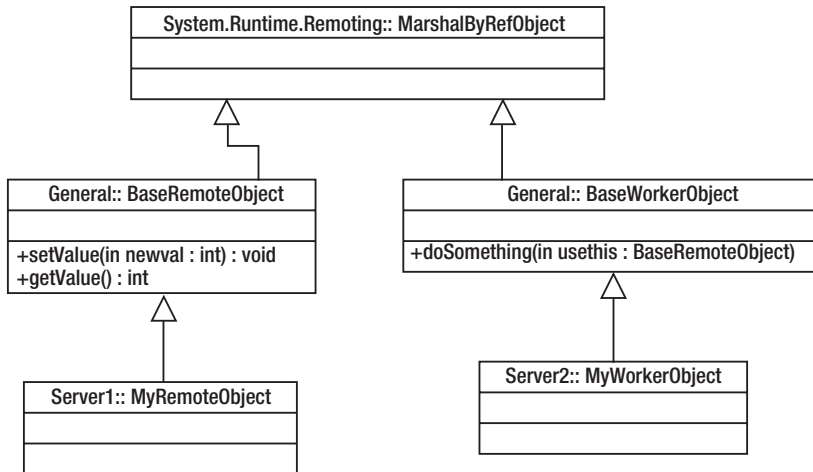 System.Runtime.Remoting:: MarshalByRefObject
General:: BaseRemoteObject
+setValue(in newval : int) : void
+getValue() : int
General:: BaseWorkerObject
+doSomething(in usethis : BaseRemoteObject)
Server1:: MyRemoteObject
Server2:: MyWorkerObject